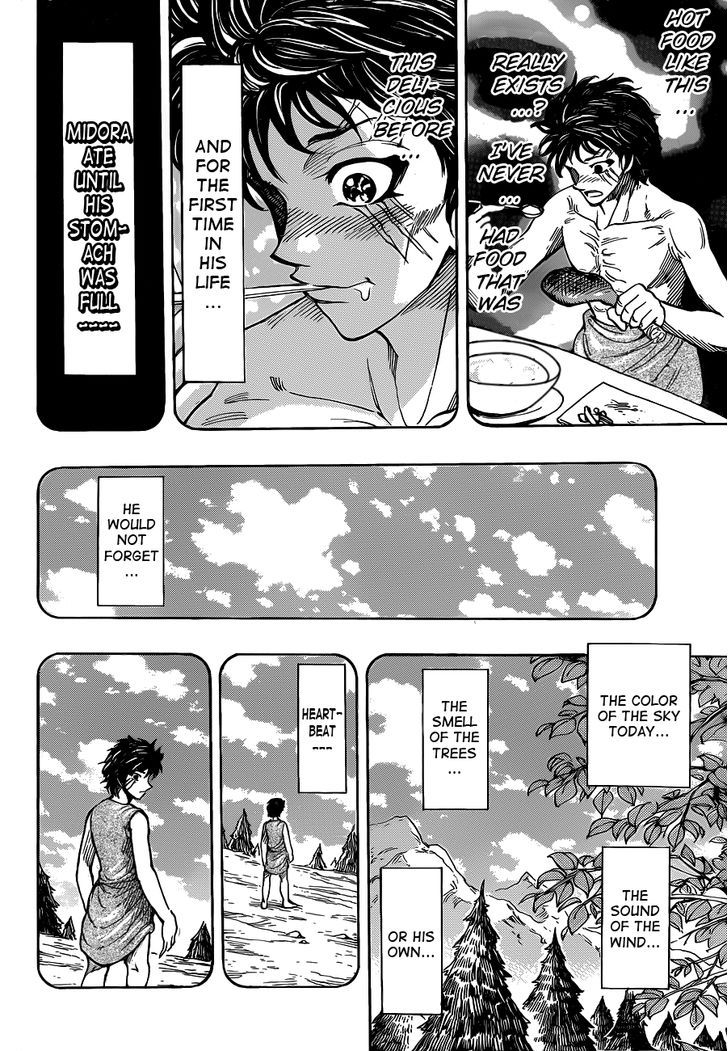 HOT
FOOD
LIKE
THIS
...
REALLY
EXISTS
...?
I'VE
NEVER
...
HAD
FOOD
THAT
WAS
THIS
DELI-
CIOUS
BEFORE
...
AND
FOR THE
FIRST
TIME IN
HIS
LIFE
...
MIDORA
ATE
UNTIL
HIS
STOM-
ACH
WAS
FULL
~~~~
HE
WOULD
NOT
FORGET
...
THE COLOR
OF THE SKY
TODAY...
THE
SMELL
OF THE
TREES
...
THE
SOUND
OF THE
WIND...
OR HIS
OWN...
HEART-
BEAT
---